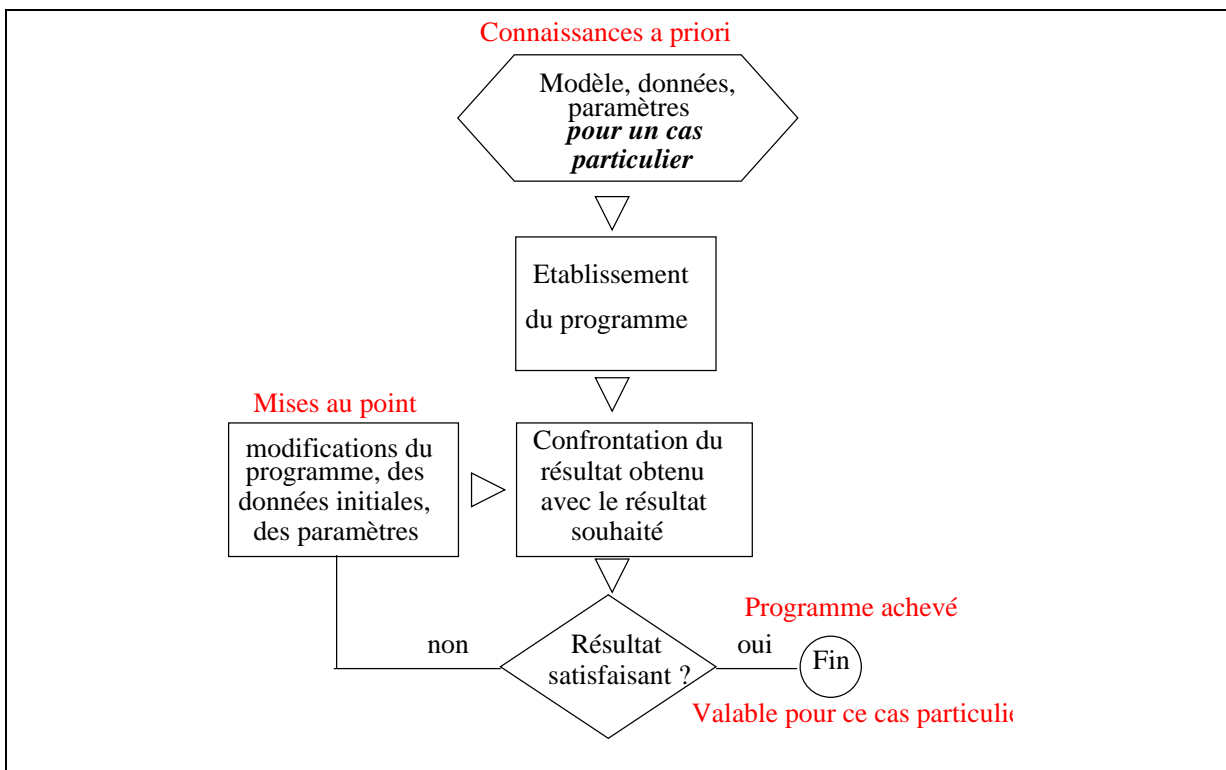 Connaissances a priori
Modèle, données,
paramètres
pour un cas
particulier
Etablissement
du programme
Mises au point
modifications du
programme, des
données initiales,
des paramètres
Confrontation du
résultat obtenu
avec le résultat
souhaité
non
Résultat
satisfaisant ?
oui
Programme achevé
Fin
Valable pour ce cas particulie